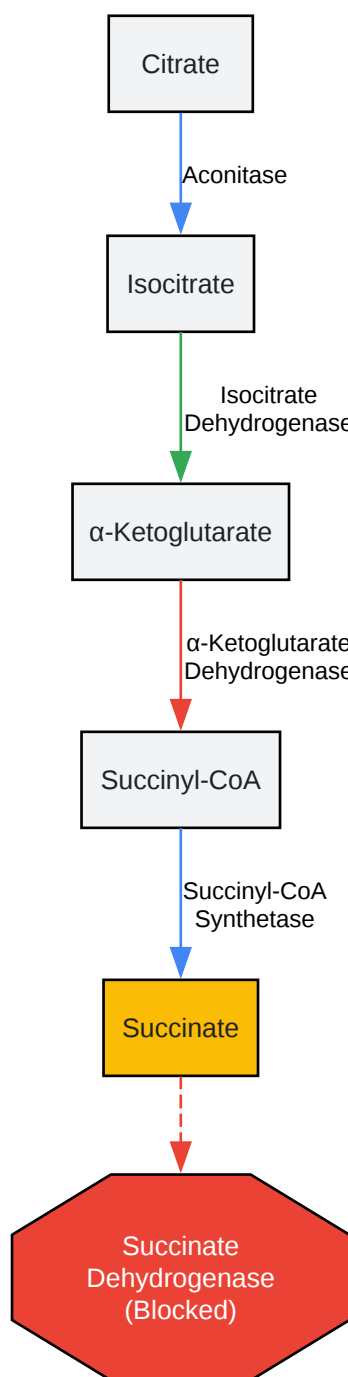 Citrate
Aconitase
Isocitrate
Isocitrate
Dehydrogenase
α-Ketoglutarate
α-Ketoglutarate
Dehydrogenase
Succinyl-CoA
Succinyl-CoA
Synthetase
Succinate
Succinate
Dehydrogenase
(Blocked)